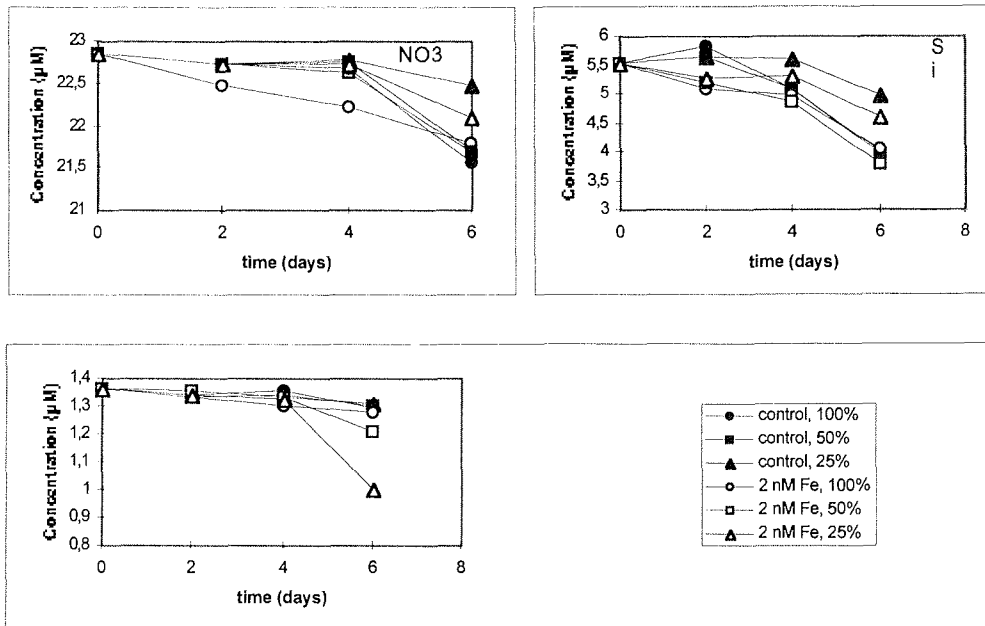 NO3
Concentration (µM)
23
22,5
22
21,5
21
0 2 4 6
time (days)
S
i
Concentration (µM)
6
5,5
5
4,5
4
3,5
3
0 2 4 6 8
time (days)
Concentration (µM)
1,4
1,3
1,2
1,1
1
0,9
0,8
0 2 4 6 8
time (days)
control, 100%
control, 50%
control, 25%
2 nM Fe, 100%
2 nM Fe, 50%
2 nM Fe, 25%